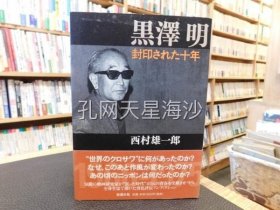 黒澤 明
封印された十年
孔网天星海沙
西村雄一郎
“世界のクロサワ”に何があったのか?
なぜ、このあと作風が変わったのか?
あの頃のニッポンは何だったのか?